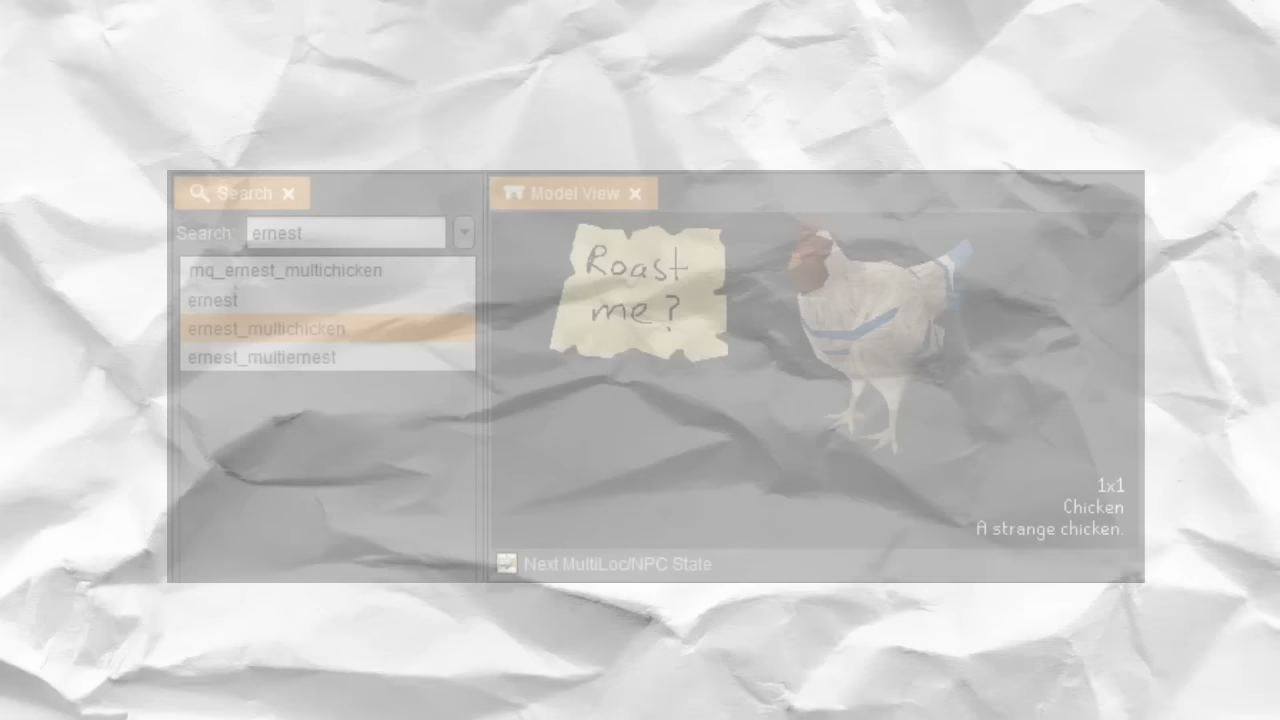 Search
Search:
ernest
mq_ernest_multichicken
ernest
ernest_multichicken
ernest_multiernest
Model View
Roast
me?
1x1
Chicken
A strange chicken.
Next MultiLoc/NPC State